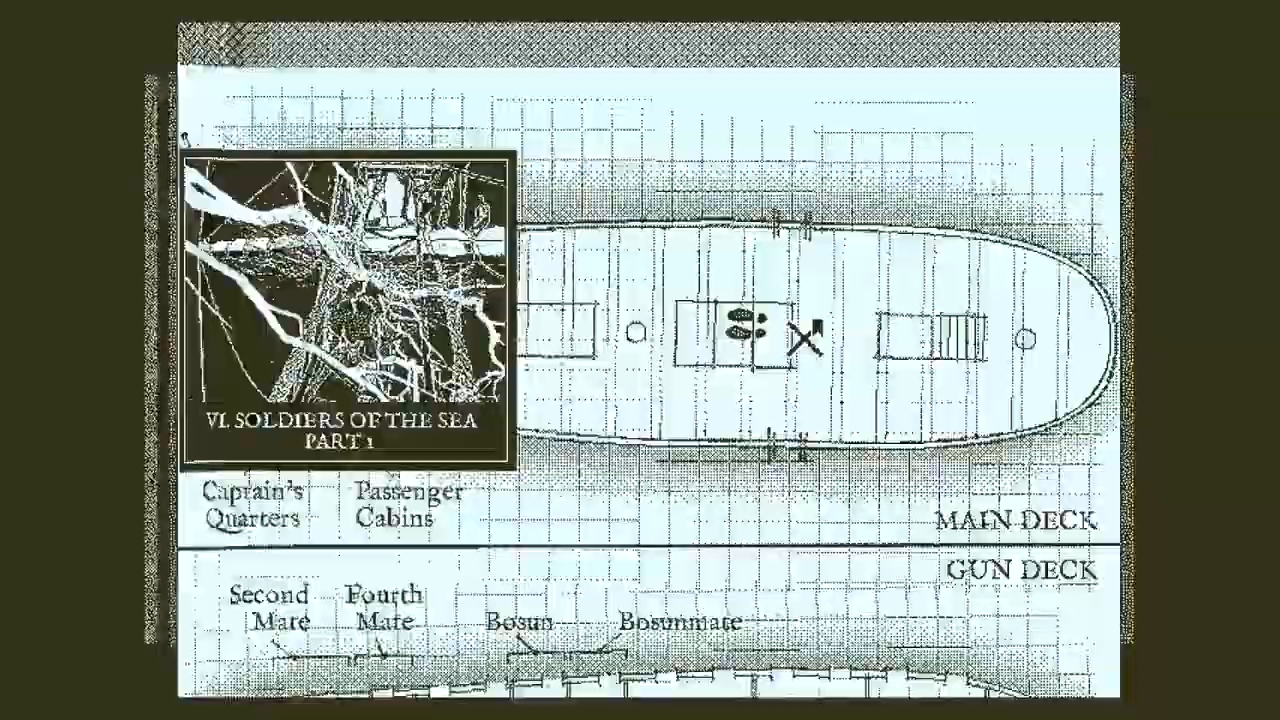 VI. SOLDIERS OF THE SEA
PART 1
Captain's
Quarters
Passenger
Cabins
MAIN DECK
GUN DECK
Second
Mate
Fourth
Mate
Bosun
Bosunmate